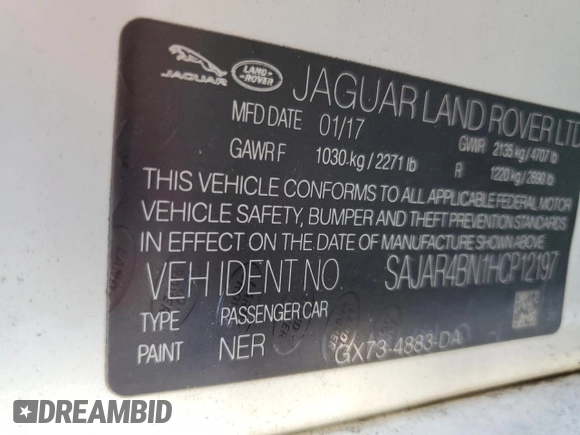 JAGUAR LAND-ROVER JAGUAR LAND ROVER LTD
MFD DATE 01/17 GVWR 2135 kg / 4707 lb
GAWR F 1030 kg / 2271 lb R 1220 kg / 2690 lb
THIS VEHICLE CONFORMS TO ALL APPLICABLE FEDERAL MOTOR
VEHICLE SAFETY, BUMPER AND THEFT PREVENTION STANDARDS
IN EFFECT ON THE DATE OF MANUFACTURE SHOWN ABOVE.
VEH IDENT NO. SAJAR4BN1HCP12197
TYPE PASSENGER CAR
PAINT NER GX73-4883-DA
DREAMBID